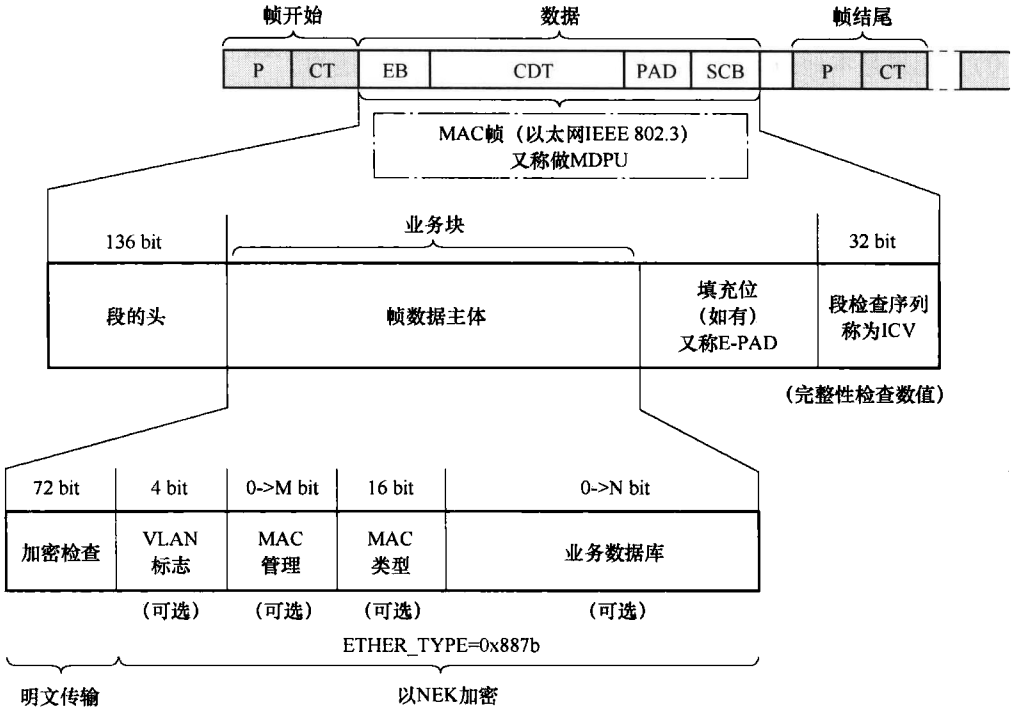 帧开始 数据 帧结尾
P CT EB CDT PAD SCB P CT
MAC帧（以太网IEEE 802.3）
又称做MDPU
136 bit 业务块 32 bit
段的头 帧数据主体 填充位
（如有）
又称E-PAD 段检查序列
称为ICV
（完整性检查数值）
72 bit 4 bit 0->M bit 16 bit 0->N bit
加密检查 VLAN
标志 MAC
管理 MAC
类型 业务数据库
（可选） （可选） （可选） （可选）
ETHER_TYPE=0x887b
明文传输 以NEK加密